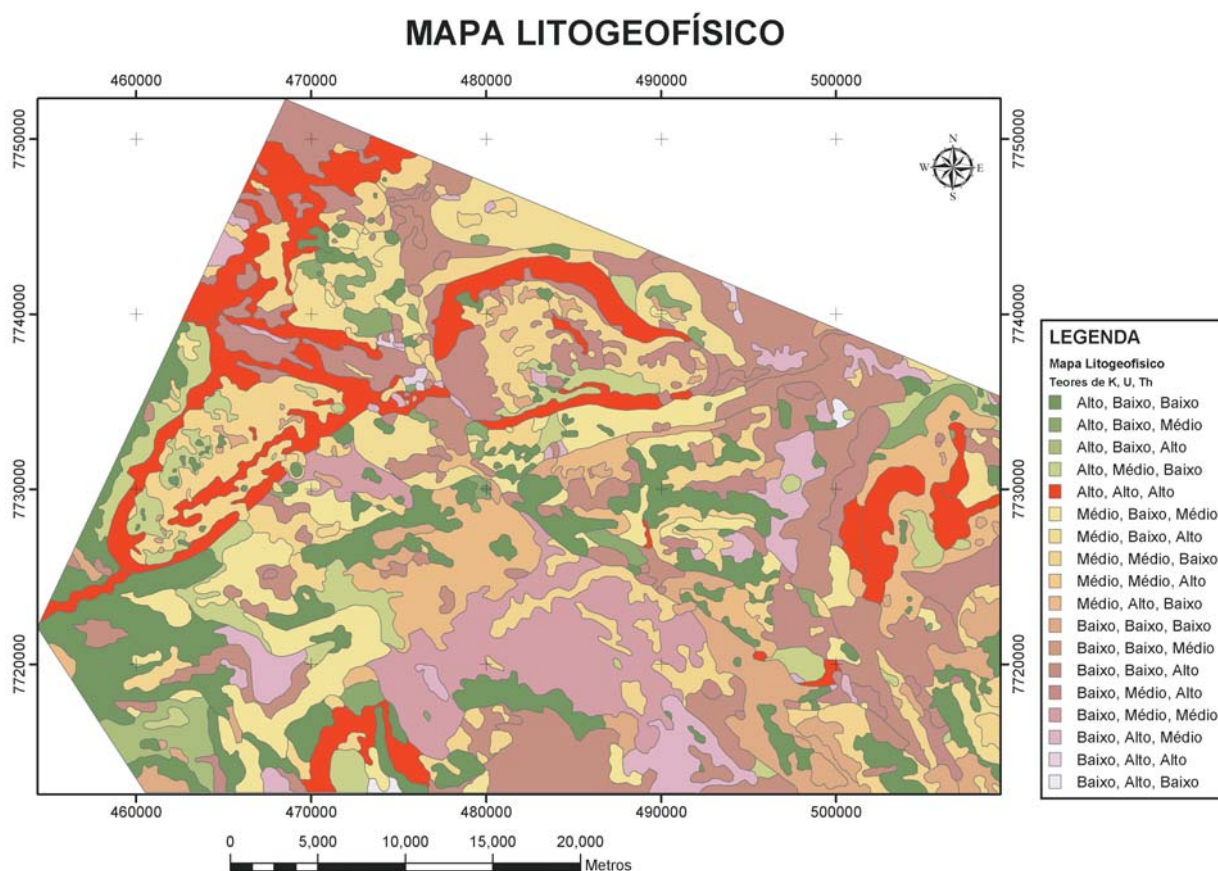 MAPA LITOGEOFÍSICO
460000 470000 480000 490000 500000
7750000 7750000
N
W E
S
7740000 7740000
LEGENDA
Mapa Litogeofisico
Teores de K, U, Th
Alto, Baixo, Baixo
Alto, Baixo, Médio
Alto, Baixo, Alto
Alto, Médio, Baixo
Alto, Alto, Alto
Médio, Baixo, Médio
Médio, Baixo, Alto
Médio, Médio, Baixo
Médio, Médio, Alto
Médio, Alto, Baixo
Baixo, Baixo, Baixo
Baixo, Baixo, Médio
Baixo, Baixo, Alto
Baixo, Médio, Alto
Baixo, Médio, Médio
Baixo, Alto, Médio
Baixo, Alto, Alto
Baixo, Alto, Baixo
7730000 7730000
7720000 7720000
460000 470000 480000 490000 500000
0 5,000 10,000 15,000 20,000
Metros